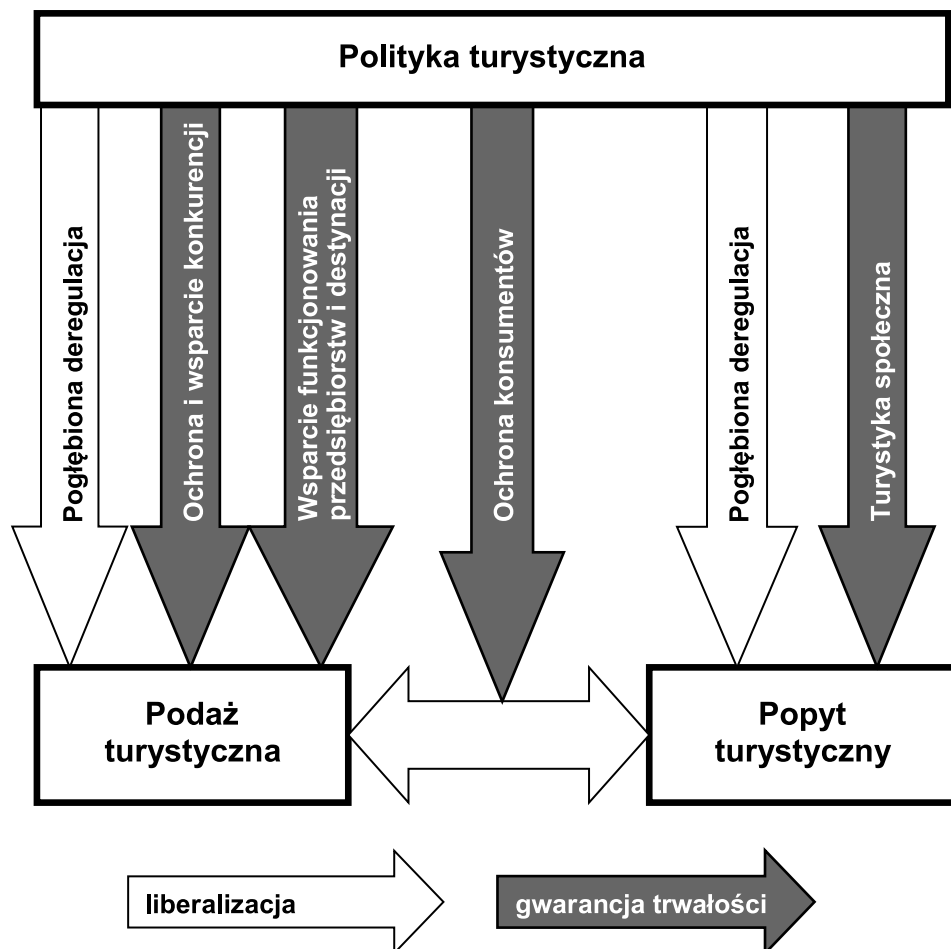 Polityka turystyczna
Pogłębiona deregulacja
Ochrona i wsparcie konkurencji
Wsparcie funkcjonowania
przedsiębiorstw i destynacji
Ochrona konsumentów
Pogłębiona deregulacja
Turystyka społeczna
Podaż
turystyczna
Popyt
turystyczny
liberalizacja
gwarancja trwałości